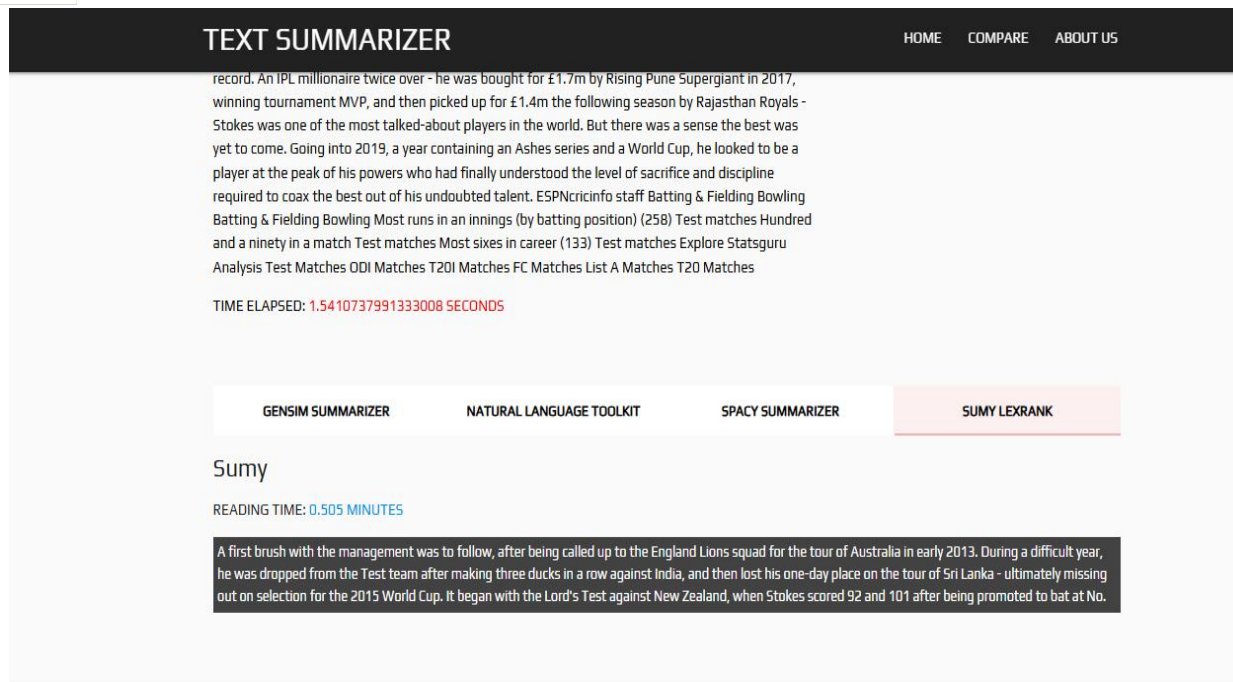 TEXT SUMMARIZER
HOME COMPARE ABOUT US
record. An IPL millionaire twice over - he was bought for £1.7m by Rising Pune Supergiant in 2017,
winning tournament MVP, and then picked up for £1.4m the following season by Rajasthan Royals -
Stokes was one of the most talked-about players in the world. But there was a sense the best was
yet to come. Going into 2019, a year containing an Ashes series and a World Cup, he looked to be a
player at the peak of his powers who had finally understood the level of sacrifice and discipline
required to coax the best out of his undoubted talent. ESPNcricinfo staff Batting & Fielding Bowling
Batting & Fielding Bowling Most runs in an innings (by batting position) (258) Test matches Hundred
and a ninety in a match Test matches Most sixes in career (133) Test matches Explore Statsguru
Analysis Test Matches ODI Matches T20I Matches FC Matches List A Matches T20 Matches
TIME ELAPSED: 1.5410737991333008 SECONDS
GENSIM SUMMARIZER NATURAL LANGUAGE TOOLKIT SPACY SUMMARIZER SUMY LEXRANK
Sumy
READING TIME: 0.505 MINUTES
A first brush with the management was to follow, after being called up to the England Lions squad for the tour of Australia in early 2013. During a difficult year,
he was dropped from the Test team after making three ducks in a row against India, and then lost his one-day place on the tour of Sri Lanka - ultimately missing
out on selection for the 2015 World Cup. It began with the Lord's Test against New Zealand, when Stokes scored 92 and 101 after being promoted to bat at No.